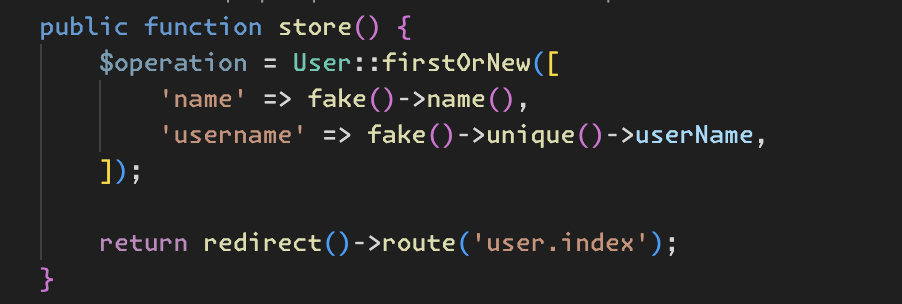 public function store() {
    $operation = User::firstOrNew([
        'name' => fake()->name(),
        'username' => fake()->unique()->userName,
    ]);

    return redirect()->route('user.index');
}